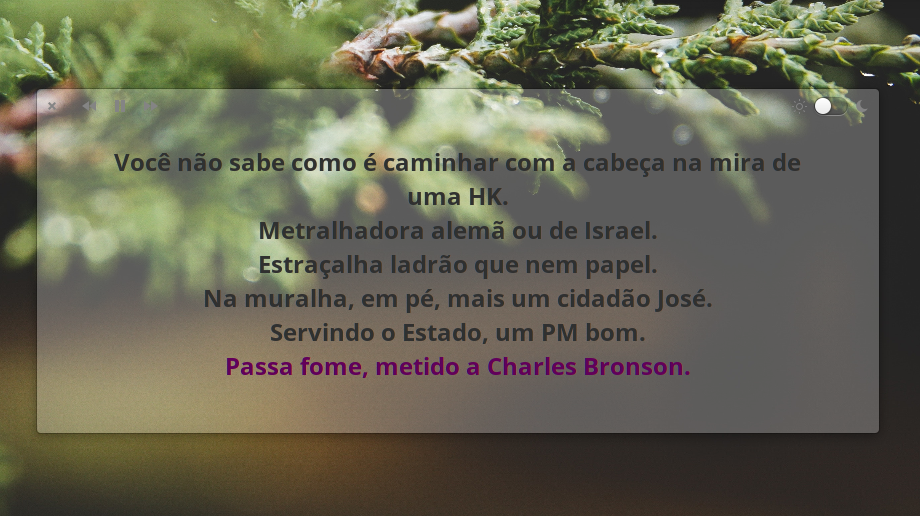 Você não sabe como é caminhar com a cabeça na mira de
uma HK.
Metralhadora alemã ou de Israel.
Estraçalha ladrão que nem papel.
Na muralha, em pé, mais um cidadão José.
Servindo o Estado, um PM bom.
Passa fome, metido a Charles Bronson.